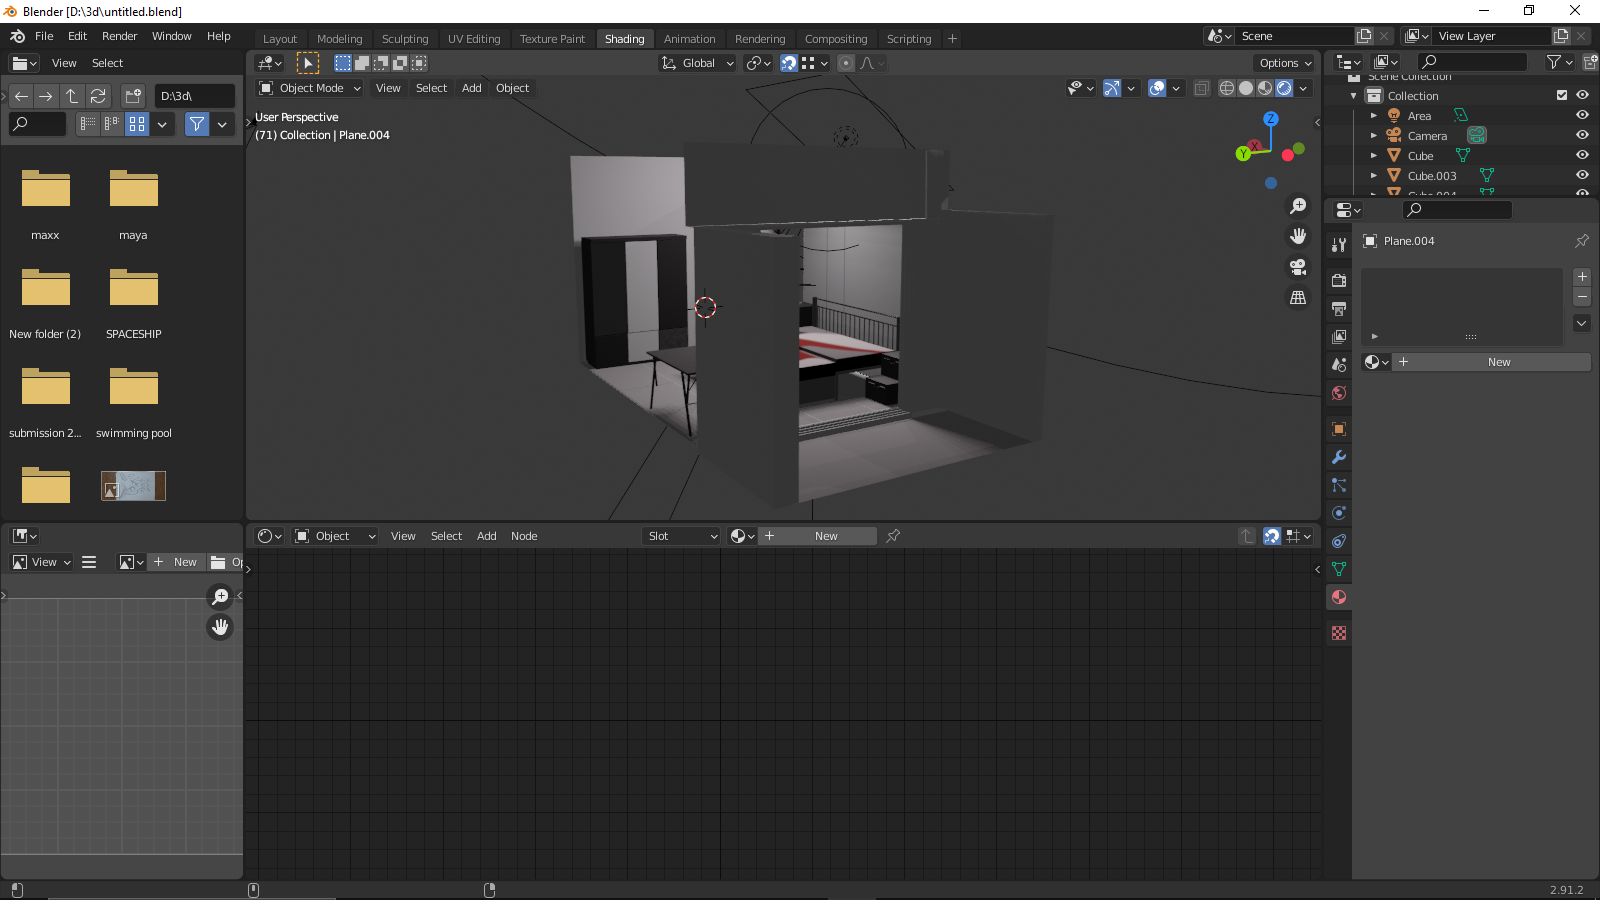 Blender [D:\3d\untitled.blend]
File Edit Render Window Help
Layout Modeling Sculpting UV Editing Texture Paint Shading Animation Rendering Compositing Scripting
Scene
View Layer
View Select
Global
Options
D:\3d\
Object Mode View Select Add Object
User Perspective
(71) Collection | Plane.004
Z
Y
X
Scene Collection
Collection
Area
Camera
Cube
Cube.003
Cube.004
Plane.004
New
maxx
maya
New folder (2)
SPACESHIP
submission 2...
swimming pool
View
New
Op
Object View Select Add Node
Slot
New
2.91.2